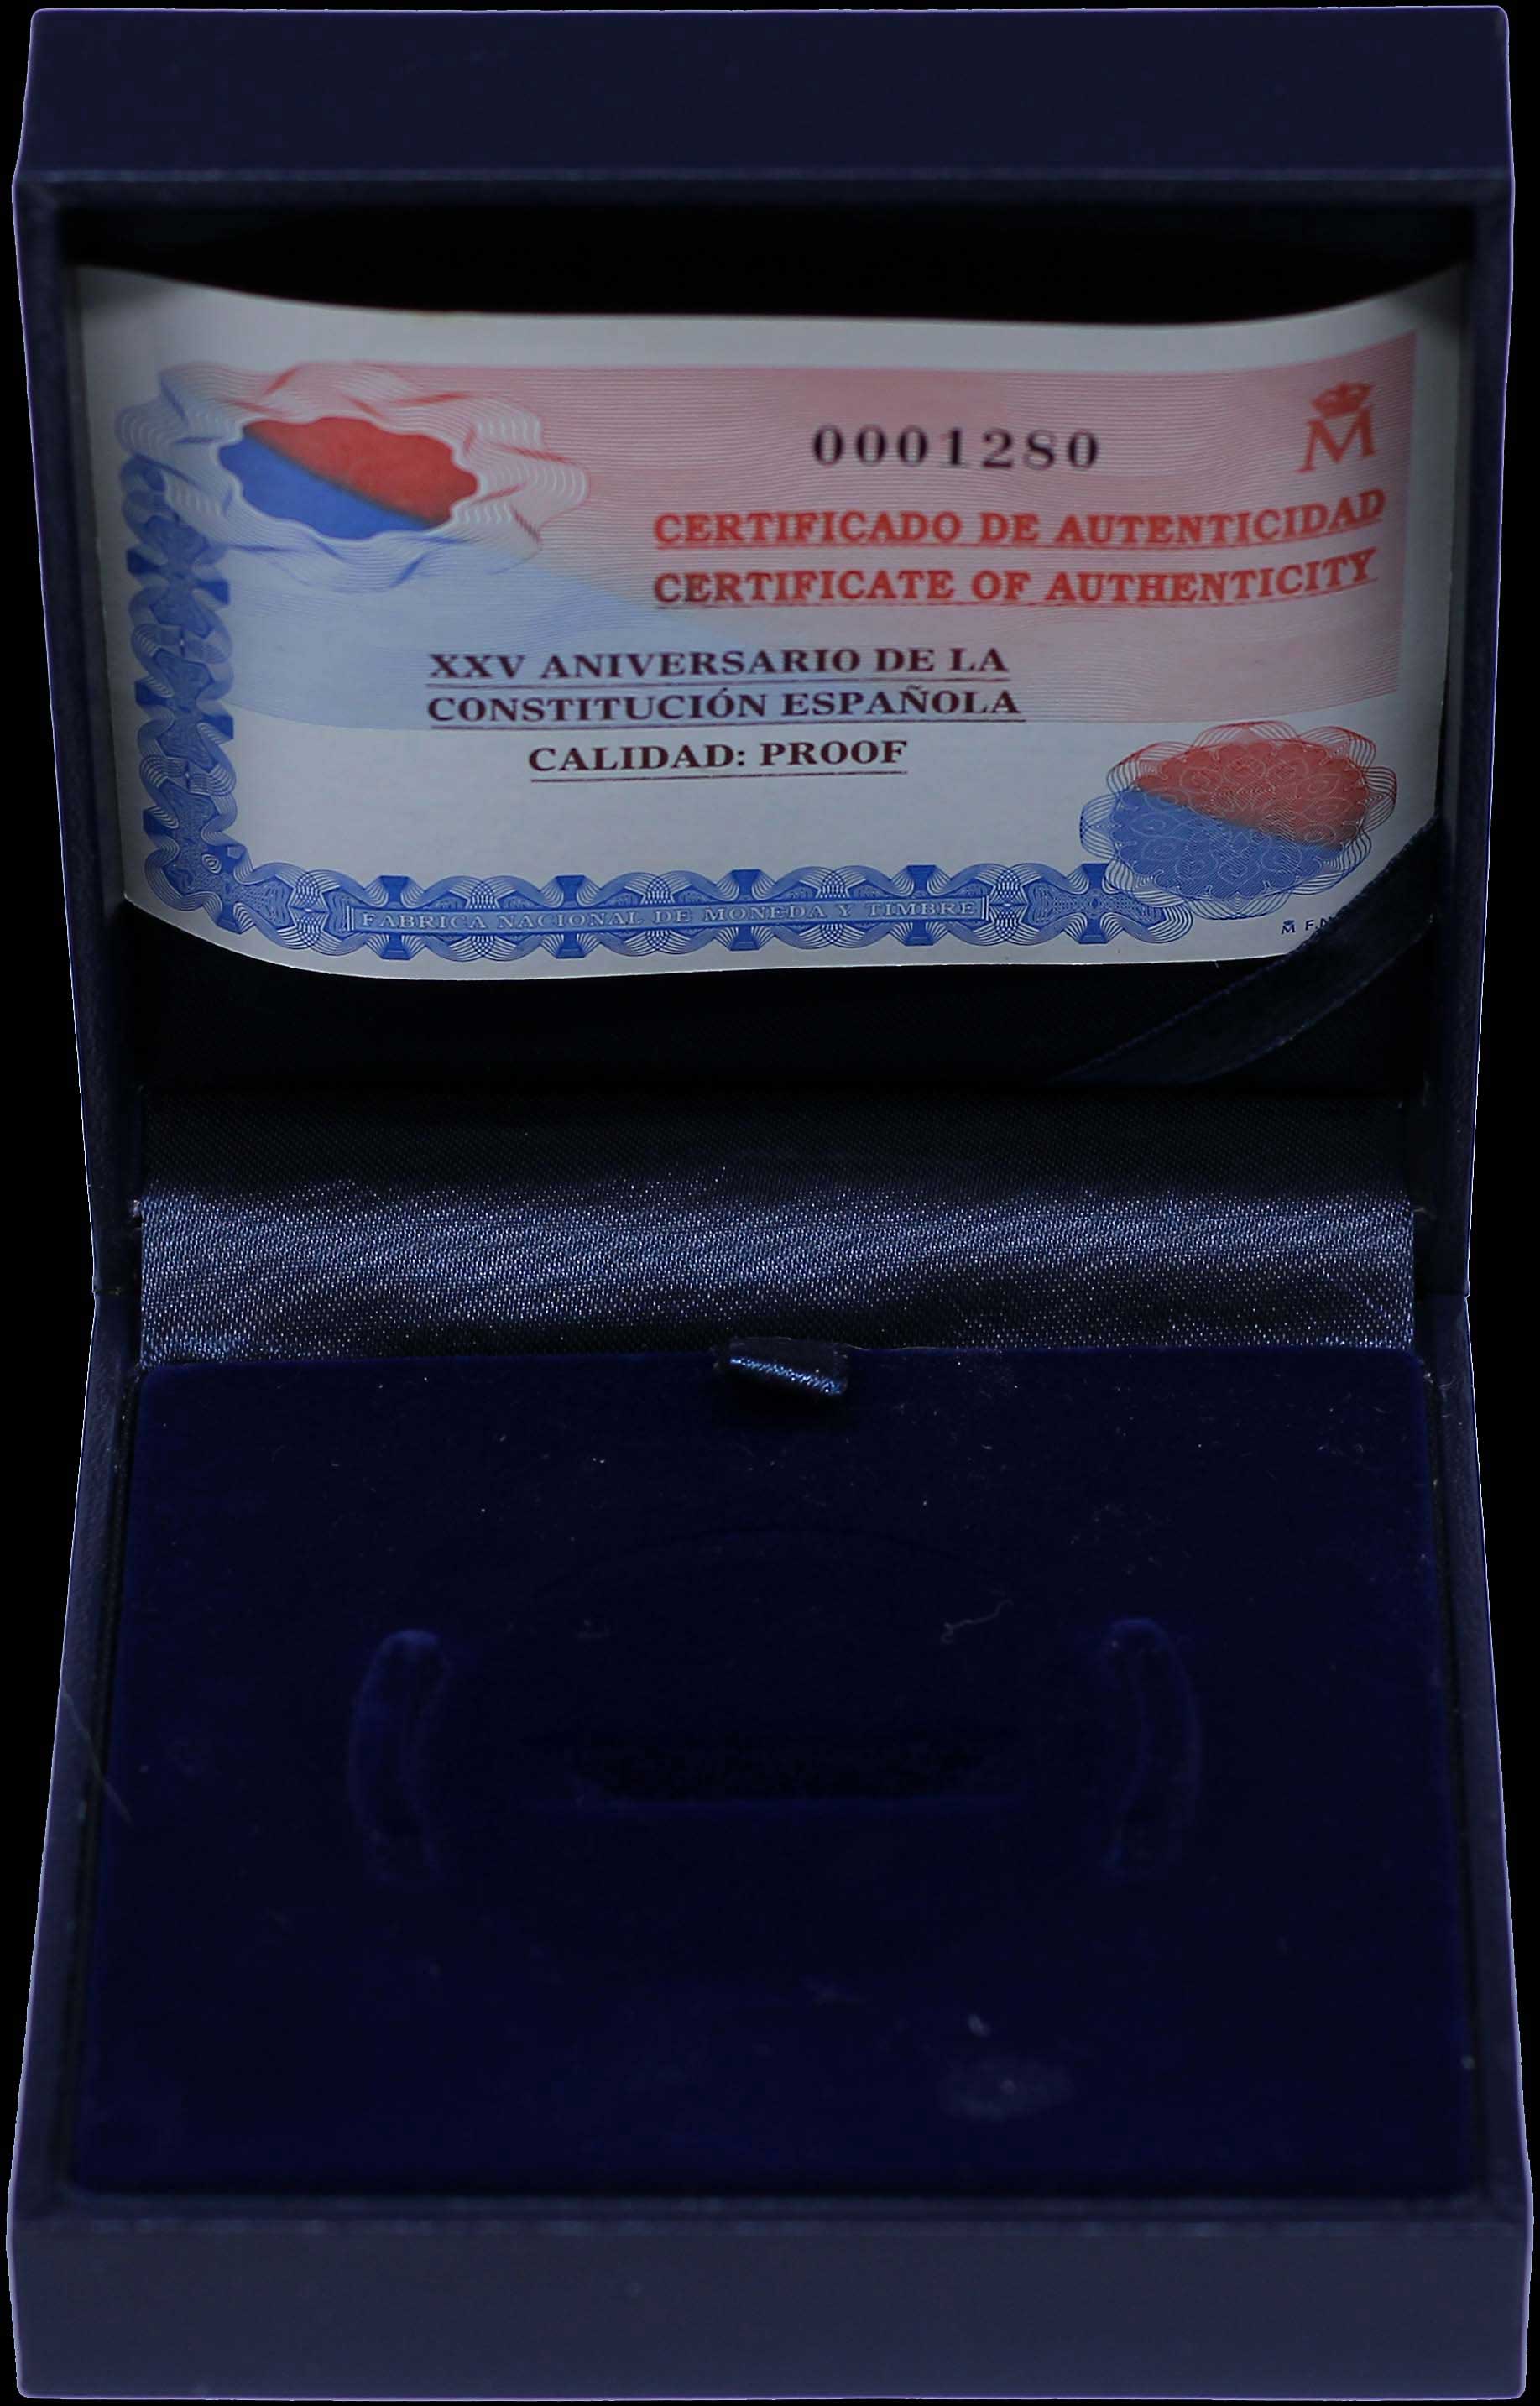 0001280
M
CERTIFICADO DE AUTENTICIDAD
CERTIFICATE OF AUTHENTICITY
XXV ANIVERSARIO DE LA
CONSTITUCIÓN ESPAÑOLA
CALIDAD: PROOF
FABRICA NACIONAL DE MONEDA Y TIMBRE